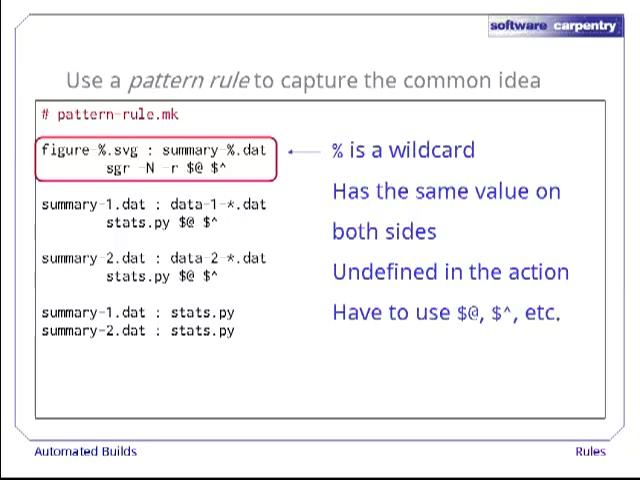 software carpentry
Use a pattern rule to capture the common idea
# pattern-rule.mk
figure-%.svg : summary-%.dat
sgr -N -r $@ $^
summary-1.dat : data-1-*.dat
stats.py $@ $^
summary-2.dat : data-2-*.dat
stats.py $@ $^
summary-1.dat : stats.py
summary-2.dat : stats.py
% is a wildcard
Has the same value on
both sides
Undefined in the action
Have to use $@, $^, etc.
Automated Builds
Rules